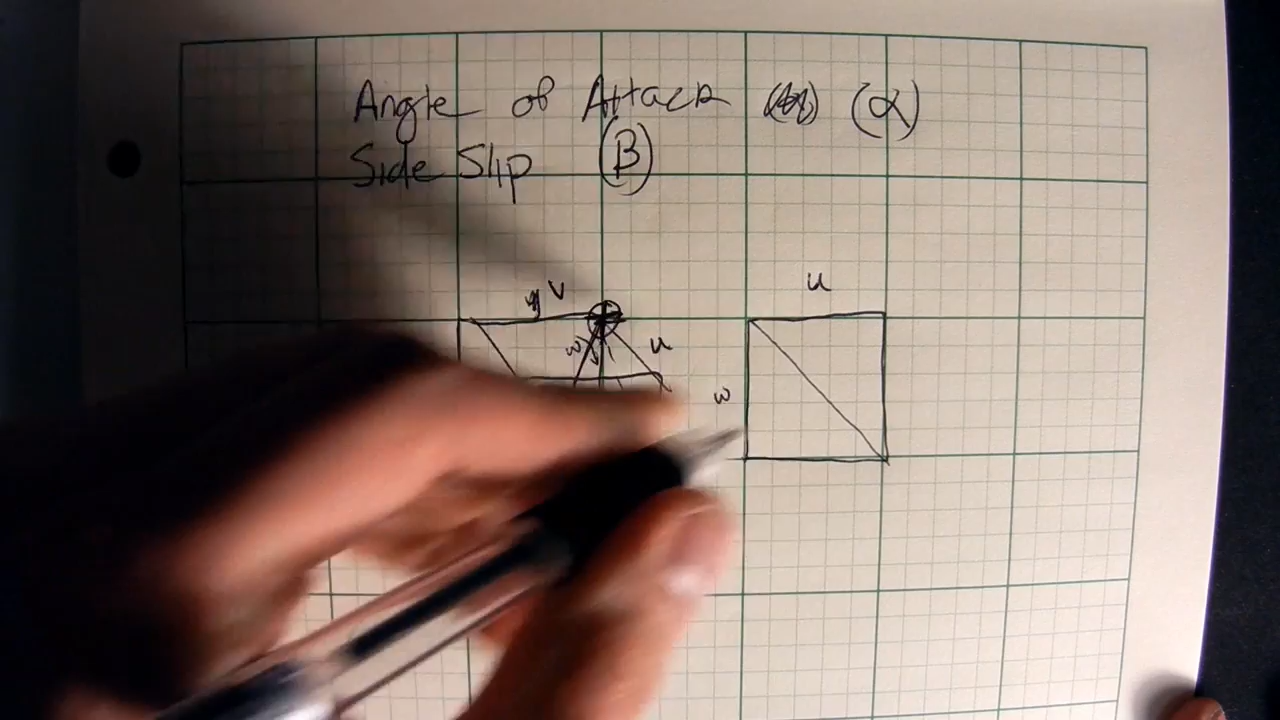 Angle of Attack (α)
Side Slip (β)
V
w
u
u
w